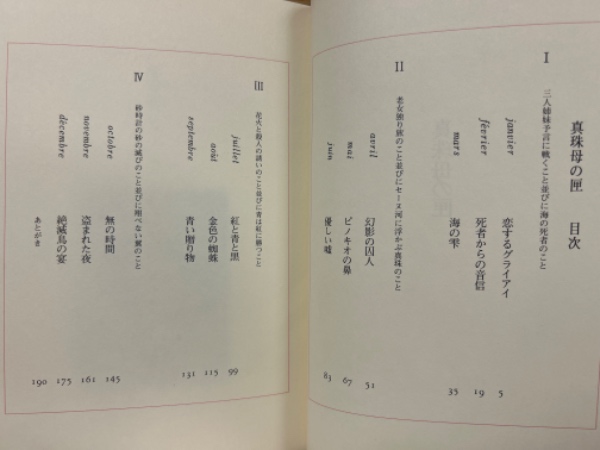 真珠母の匣　目次
I
三人姉妹予言に戦くこと並びに海の死者のこと
janvier　恋するグライアイ　5
février　死者からの音信　19
mars　海の雫　35
II
老女独り旅のこと並びにセーヌ河に浮かぶ真珠のこと
avril　幻影の囚人　51
mai　ピノキオの鼻　67
juin　優しい嘘　83
III
花火と殺人の誘いのこと並びに青は紅に勝つこと
juillet　紅と青と黒　99
août　金色の蜘蛛　115
septembre　青い贈り物　131
IV
砂時計の砂の滅びのこと並びに翔べない翼のこと
octobre　無の時間　145
novembre　盗まれた夜　161
décembre　絶滅鳥の宴　175
あとがき　190